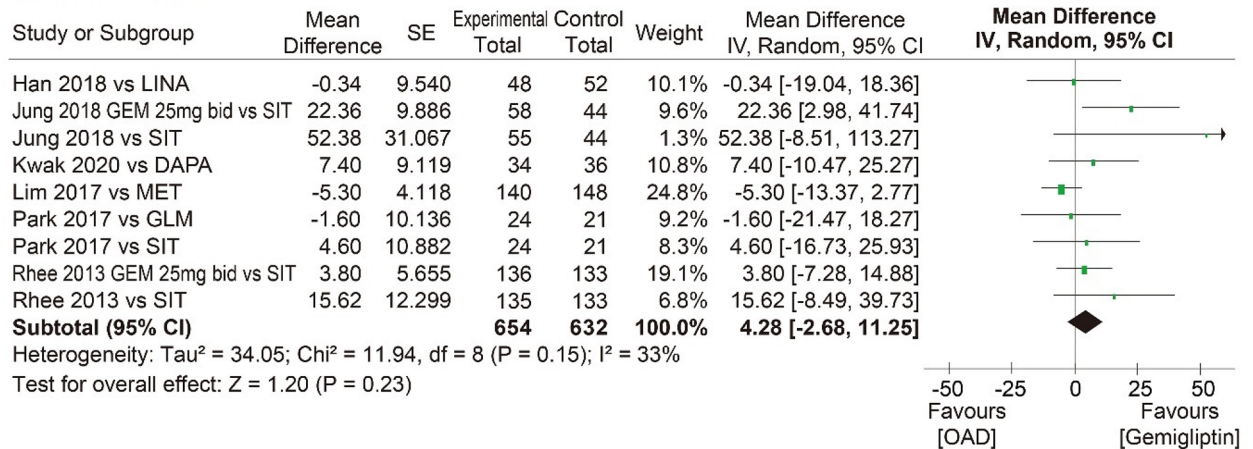 Study or Subgroup Mean Difference SE Experimental Total Control Total Weight Mean Difference IV, Random, 95% CI Mean Difference IV, Random, 95% CI
Han 2018 vs LINA -0.34 9.540 48 52 10.1% -0.34 [-19.04, 18.36]
Jung 2018 GEM 25mg bid vs SIT 22.36 9.886 58 44 9.6% 22.36 [2.98, 41.74]
Jung 2018 vs SIT 52.38 31.067 55 44 1.3% 52.38 [-8.51, 113.27]
Kwak 2020 vs DAPA 7.40 9.119 34 36 10.8% 7.40 [-10.47, 25.27]
Lim 2017 vs MET -5.30 4.118 140 148 24.8% -5.30 [-13.37, 2.77]
Park 2017 vs GLM -1.60 10.136 24 21 9.2% -1.60 [-21.47, 18.27]
Park 2017 vs SIT 4.60 10.882 24 21 8.3% 4.60 [-16.73, 25.93]
Rhee 2013 GEM 25mg bid vs SIT 3.80 5.655 136 133 19.1% 3.80 [-7.28, 14.88]
Rhee 2013 vs SIT 15.62 12.299 135 133 6.8% 15.62 [-8.49, 39.73]
Subtotal (95% CI) 654 632 100.0% 4.28 [-2.68, 11.25]
Heterogeneity: Tau² = 34.05; Chi² = 11.94, df = 8 (P = 0.15); I² = 33%
Test for overall effect: Z = 1.20 (P = 0.23)
-50 -25 0 25 50
Favours [OAD] Favours [Gemigliptin]